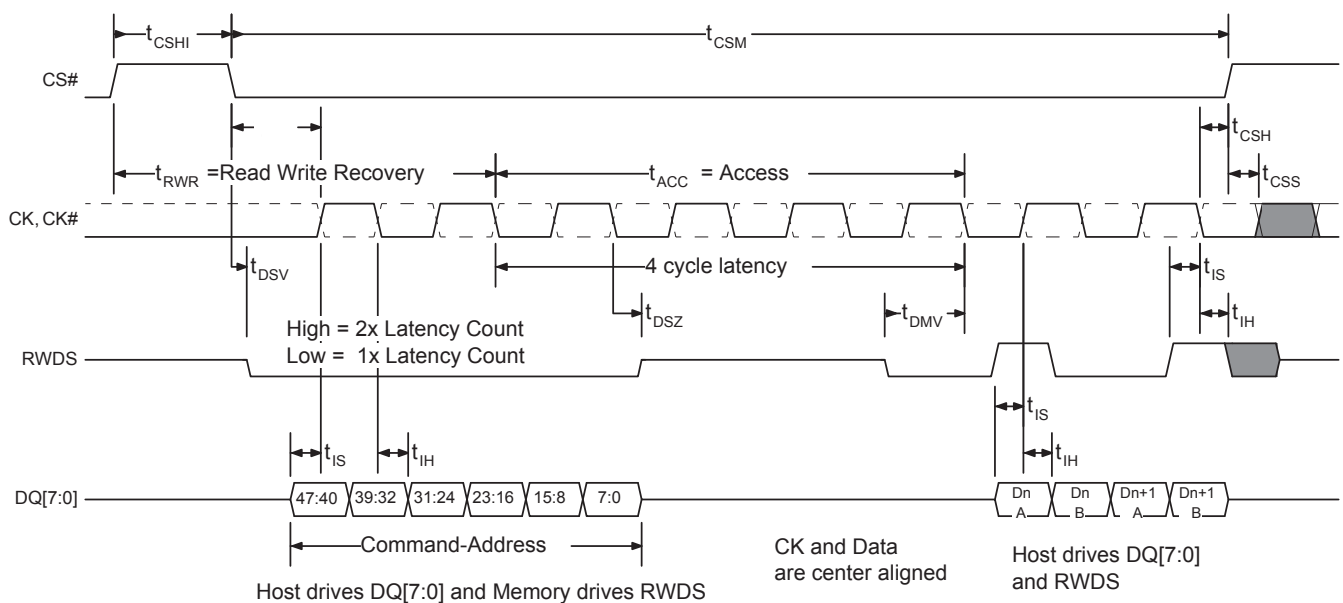 tCSHI
tCSM
CS#
tCSH
tRWR =Read Write Recovery
tACC = Access
tCSS
CK, CK#
4 cycle latency
tDSV
tIS
tDSZ
tDMV
tIH
High = 2x Latency Count
Low = 1x Latency Count
RWDS
tIS
tIS
tIH
tIH
DQ[7:0]
47:40 39:32 31:24 23:16 15:8 7:0
Dn A
Dn B
Dn+1 A
Dn+1 B
Command-Address
CK and Data
are center aligned
Host drives DQ[7:0]
and RWDS
Host drives DQ[7:0] and Memory drives RWDS